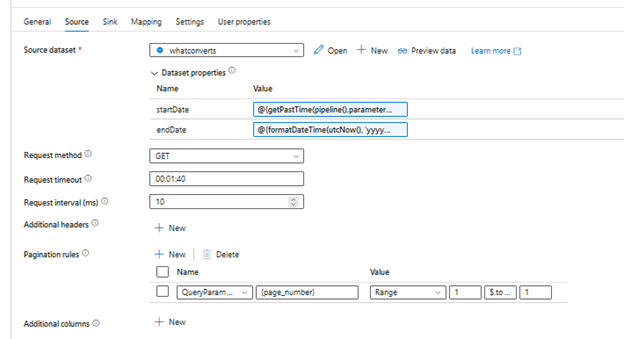 General Source Sink Mapping Settings User properties
Source dataset * whatconverts Open + New Preview data Learn more
Dataset properties
Name Value
startDate @{getPastTime(pipeline().parameter...
endDate @{formatDateTime(utcNow(), 'yyyy...
Request method GET
Request timeout 00:01:40
Request interval (ms) 10
Additional headers + New
Pagination rules + New Delete
Name Value
QueryParam... {page_number} Range 1 $.to ... 1
Additional columns + New